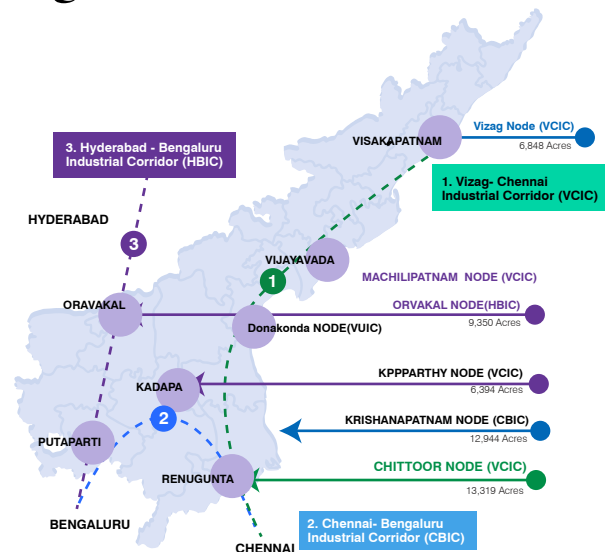 VISAKAPATNAM
Vizag Node (VCIC)
6,848 Acres
3. Hyderabad - Bengaluru
Industrial Corridor (HBIC)
1. Vizag- Chennai
Industrial Corridor (VCIC)
HYDERABAD
3
VIJAYAVADA
1
MACHILIPATNAM NODE (VCIC)
ORAVAKAL
ORVAKAL NODE(HBIC)
9,350 Acres
Donakonda NODE(VUIC)
KADAPA
KPPPARTHY NODE (VCIC)
6,394 Acres
2
KRISHANAPATNAM NODE (CBIC)
12,944 Acres
PUTAPARTI
RENUGUNTA
CHITTOOR NODE (VCIC)
13,319 Acres
BENGALURU
2. Chennai- Bengaluru
Industrial Corridor (CBIC)
CHENNAI